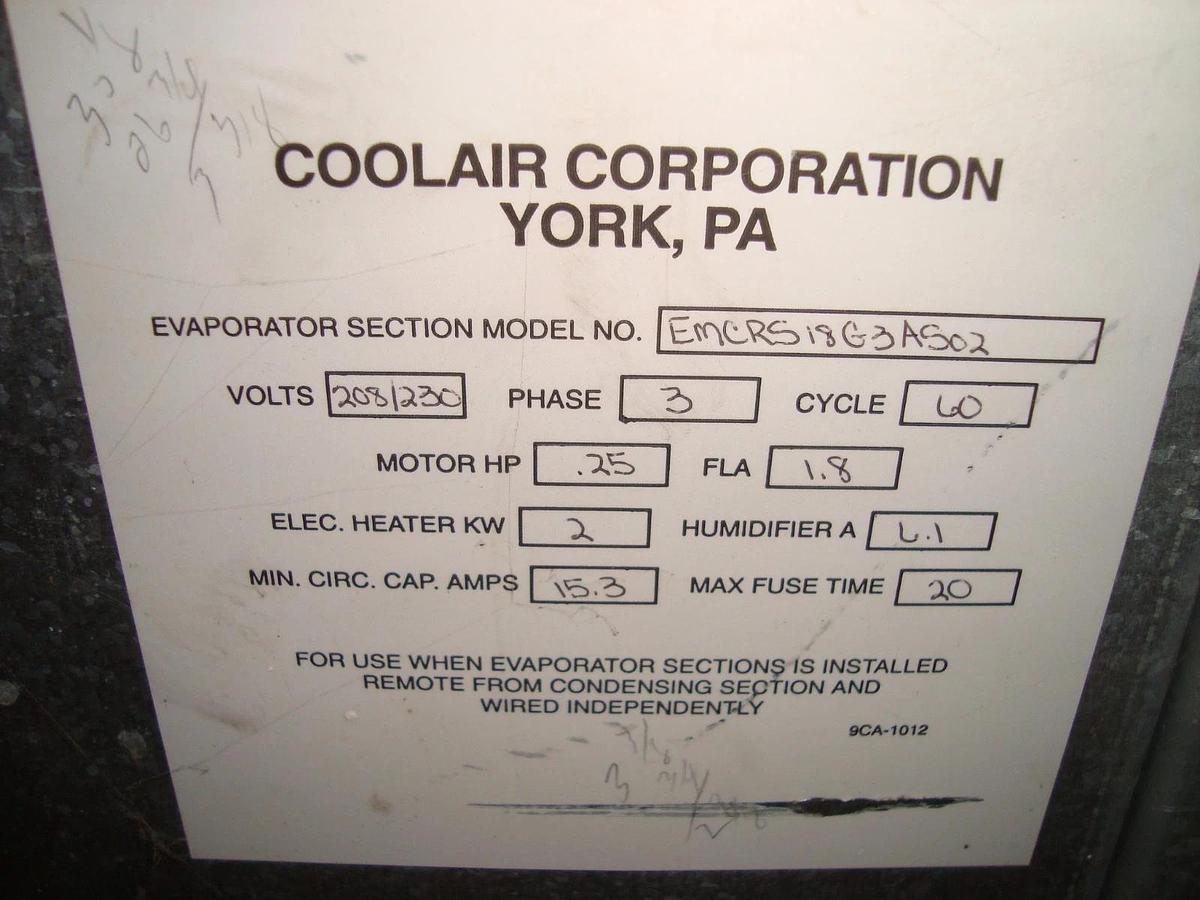 COOLAIR CORPORATION
YORK, PA
EVAPORATOR SECTION MODEL NO. EMCRS18G3AS02
VOLTS 208/230 PHASE 3 CYCLE 60
MOTOR HP .25 FLA 1.8
ELEC. HEATER KW 2 HUMIDIFIER A 6.1
MIN. CIRC. CAP. AMPS 15.3 MAX FUSE TIME 20
FOR USE WHEN EVAPORATOR SECTIONS IS INSTALLED
REMOTE FROM CONDENSING SECTION AND
WIRED INDEPENDENTLY
9CA-1012